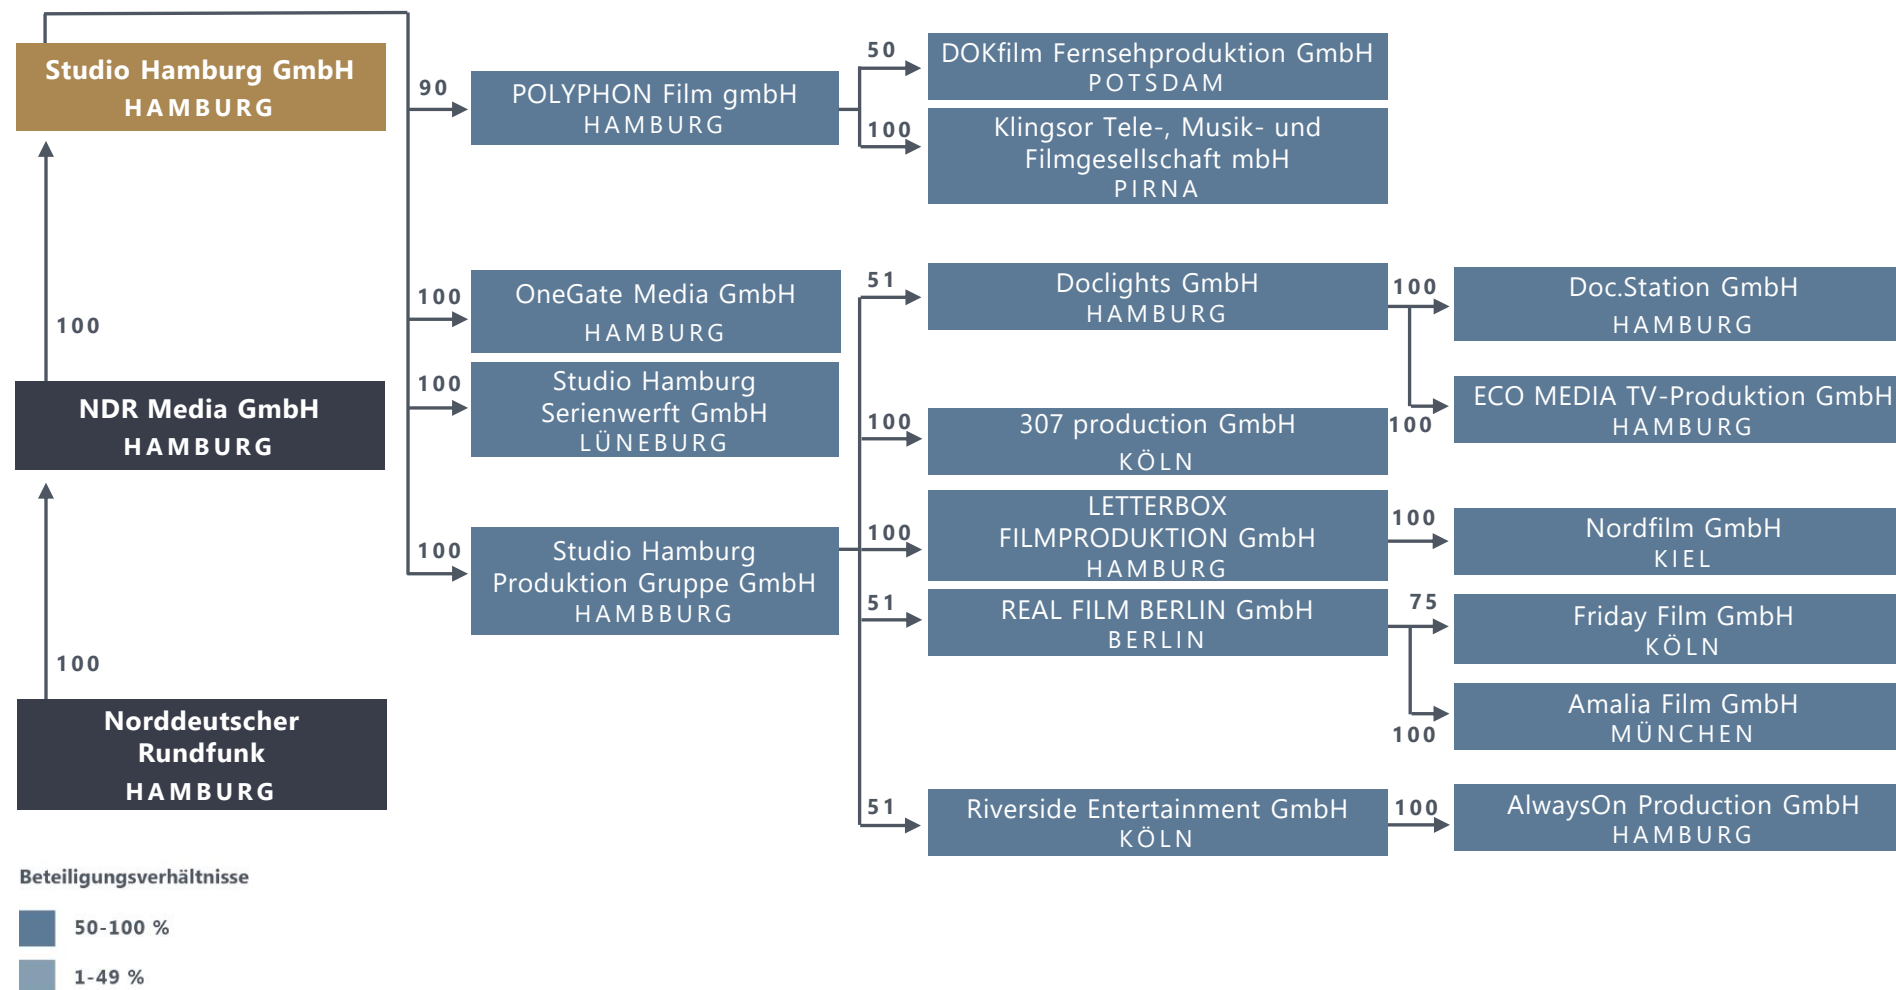 Studio Hamburg GmbH
HAMBURG
100
NDR Media GmbH
HAMBURG
100
Norddeutscher
Rundfunk
HAMBURG
90
POLYPHON Film gmbH
HAMBURG
50
DOKfilm Fernsehproduktion GmbH
POTSDAM
100
Klingsor Tele-, Musik- und
Filmgesellschaft mbH
PIRNA
100
OneGate Media GmbH
HAMBURG
100
Studio Hamburg
Serienwerft GmbH
LÜNEBURG
100
Studio Hamburg
Produktion Gruppe GmbH
HAMBBURG
51
Doclights GmbH
HAMBURG
100
Doc.Station GmbH
HAMBURG
100
ECO MEDIA TV-Produktion GmbH
HAMBURG
100
307 production GmbH
KÖLN
100
LETTERBOX
FILMPRODUKTION GmbH
HAMBURG
100
Nordfilm GmbH
KIEL
51
REAL FILM BERLIN GmbH
BERLIN
75
Friday Film GmbH
KÖLN
100
Amalia Film GmbH
MÜNCHEN
51
Riverside Entertainment GmbH
KÖLN
100
AlwaysOn Production GmbH
HAMBURG
Beteiligungsverhältnisse
50-100 %
1-49 %